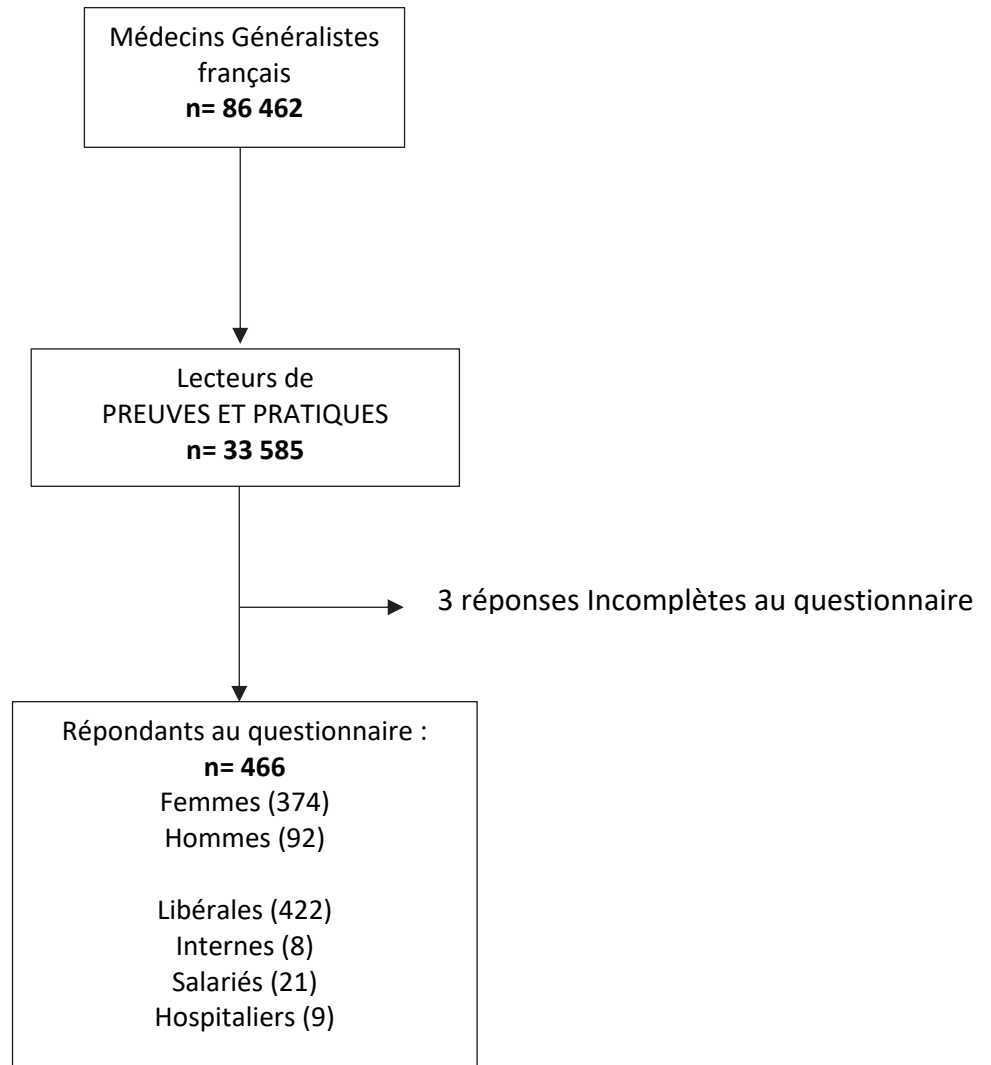 Médecins Généralistes
français
n= 86 462
Lecteurs de
PREUVES ET PRATIQUES
n= 33 585
3 réponses Incomplètes au questionnaire
Répondants au questionnaire :
n= 466
Femmes (374)
Hommes (92)
Libérales (422)
Internes (8)
Salariés (21)
Hospitaliers (9)